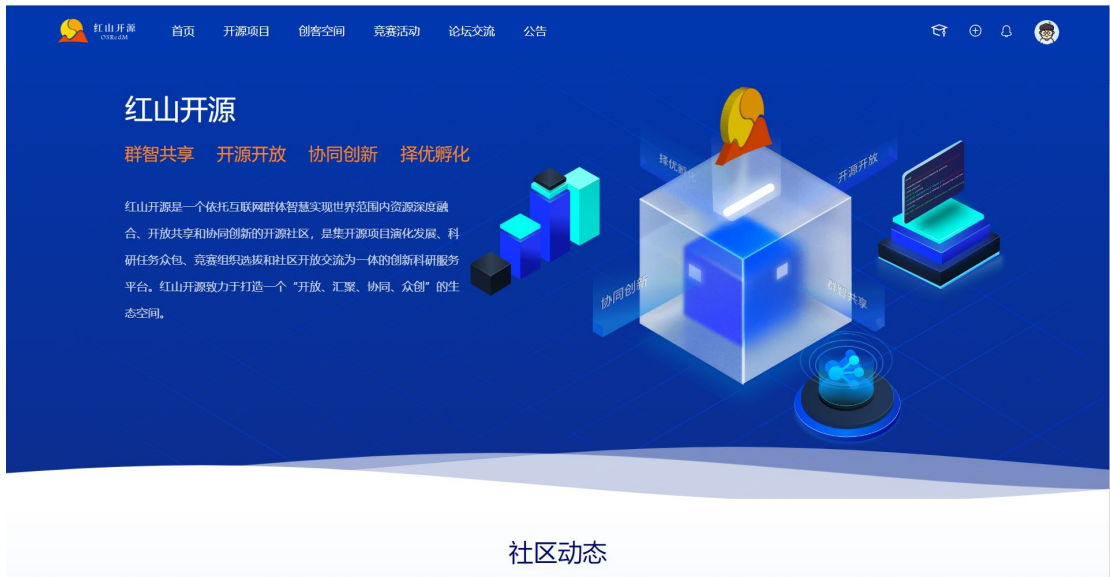 红山开源
OSRedM
首页 开源项目 创客空间 竞赛活动 论坛交流 公告
红山开源
群智共享 开源开放 协同创新 择优孵化
红山开源是一个依托互联网群体智慧实现世界范围内资源深度融
合、开放共享和协同创新的开源社区，是集开源项目演化发展、科
研任务众包、竞赛组织选拔和社区开放交流为一体的创新科研服务
平台。红山开源致力于打造一个“开放、汇聚、协同、众创”的生
态空间。
择优孵
开源开放
协同创新
群智共享
社区动态